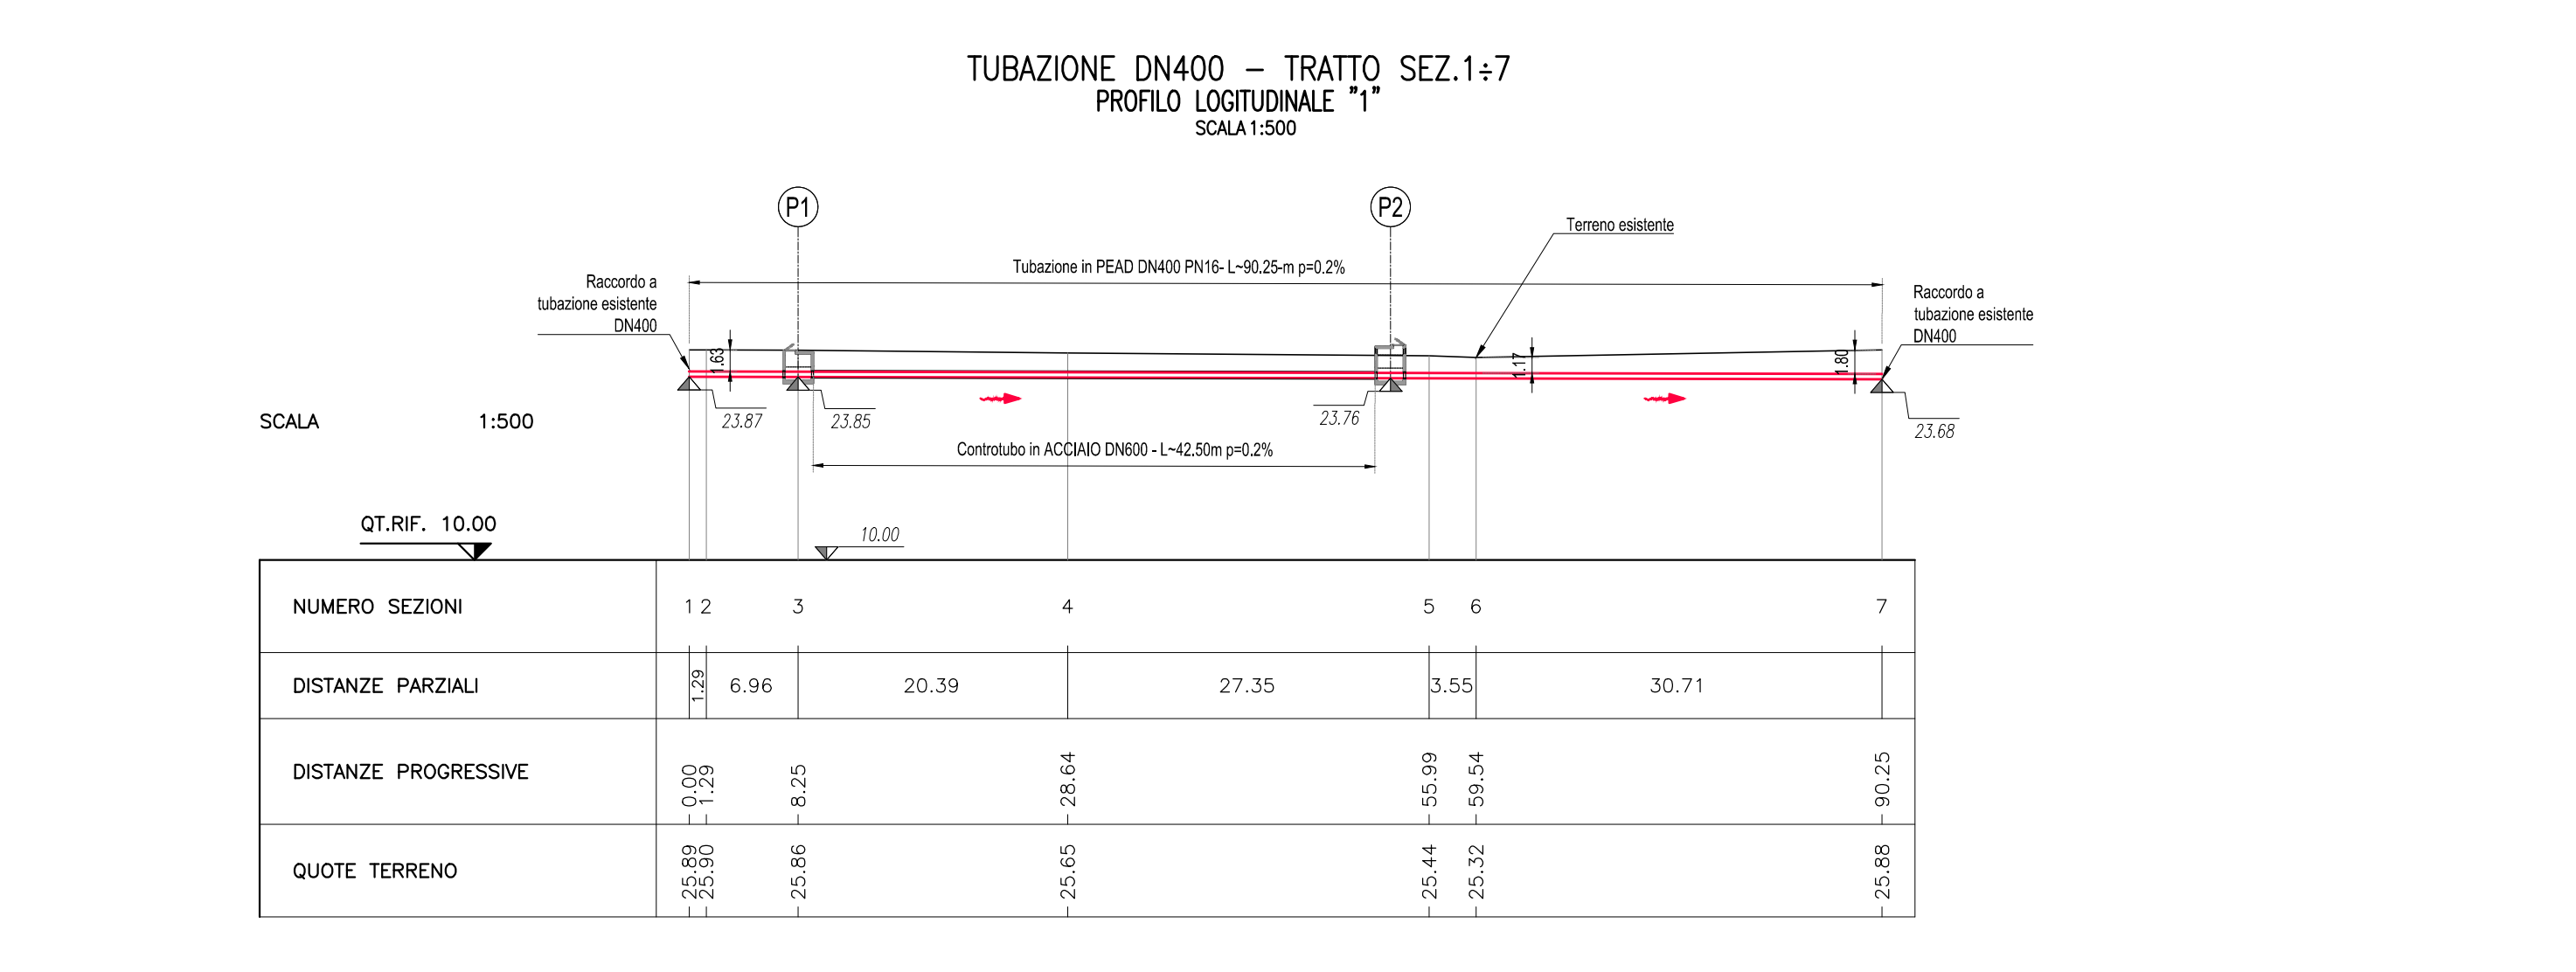 TUBAZIONE DN400 – TRATTO SEZ.1÷7
PROFILO LOGITUDINALE "1"
SCALA 1:500
P1
P2
Terreno esistente
Tubazione in PEAD DN400 PN16- L~90.25-m p=0.2%
Raccordo a
tubazione esistente
DN400
Raccordo a
tubazione esistente
DN400
1.63
1.17
1.80
23.87
23.85
23.76
23.68
SCALA 1:500
Controtubo in ACCIAIO DN600 - L~42.50m p=0.2%
QT.RIF. 10.00
10.00
NUMERO SEZIONI 1 2 3 4 5 6 7
DISTANZE PARZIALI 1.29 6.96 20.39 27.35 3.55 30.71
DISTANZE PROGRESSIVE 0.00 1.29 8.25 28.64 55.99 59.54 90.25
QUOTE TERRENO 25.89 25.90 25.86 25.65 25.44 25.32 25.88